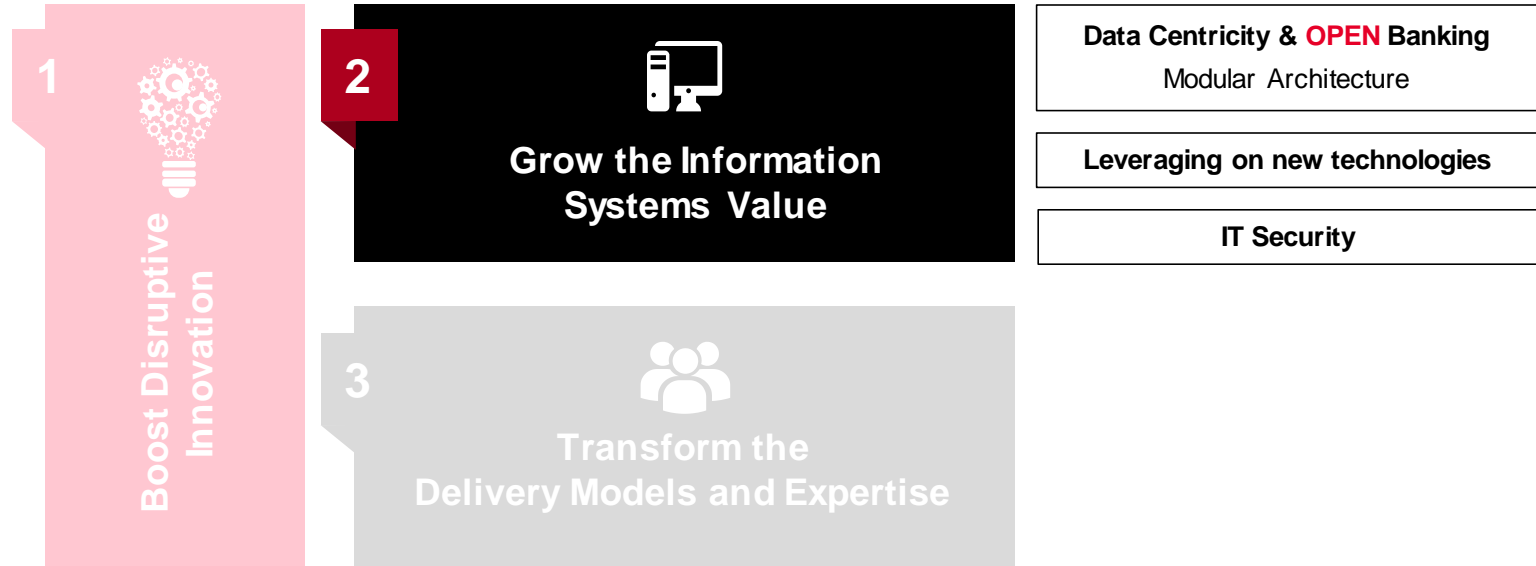 1
Boost Disruptive
Innovation
2
Grow the Information
Systems Value
Data Centricity & OPEN Banking
Modular Architecture
Leveraging on new technologies
IT Security
3
Transform the
Delivery Models and Expertise